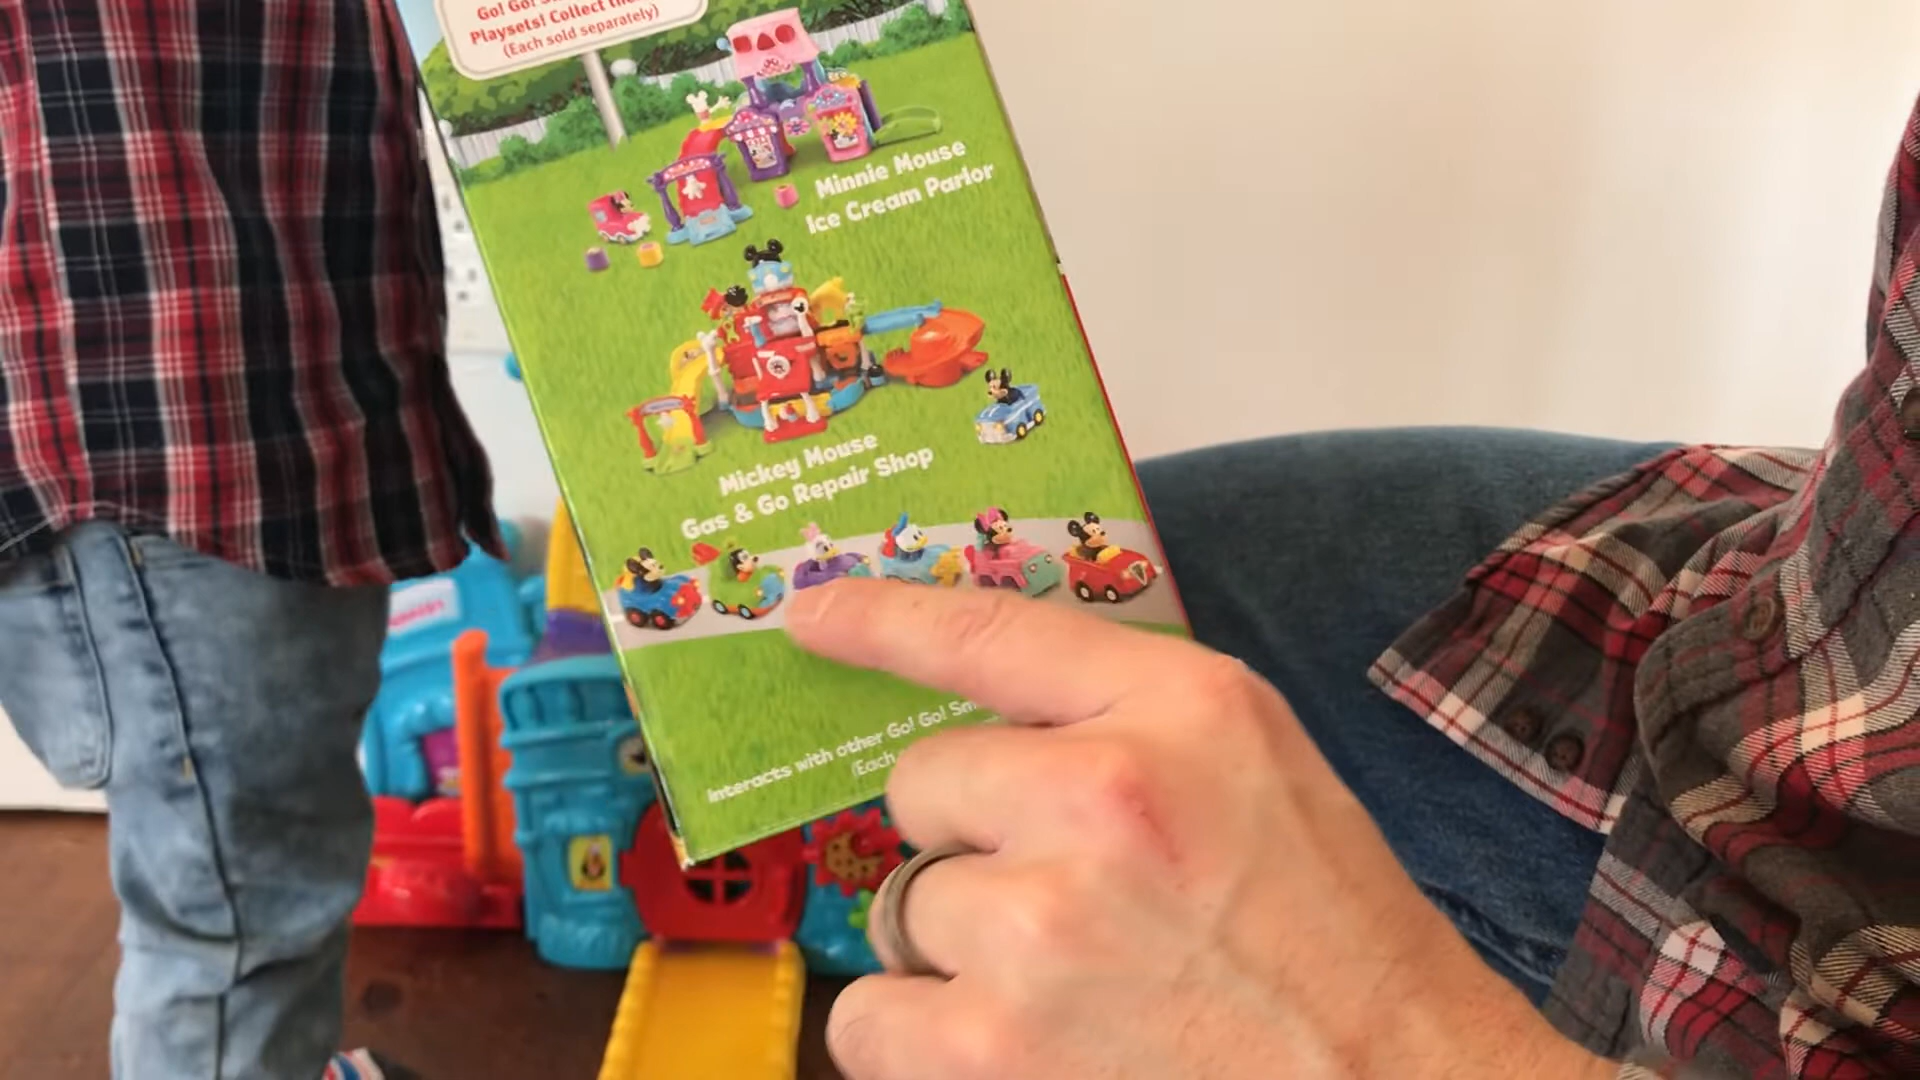 Go! Go!
Playsets! Collect
(Each sold separately)
Minnie Mouse
Ice Cream Parlor
Mickey Mouse
Gas & Go Repair Shop
Interacts with other Go! Go!
(Each